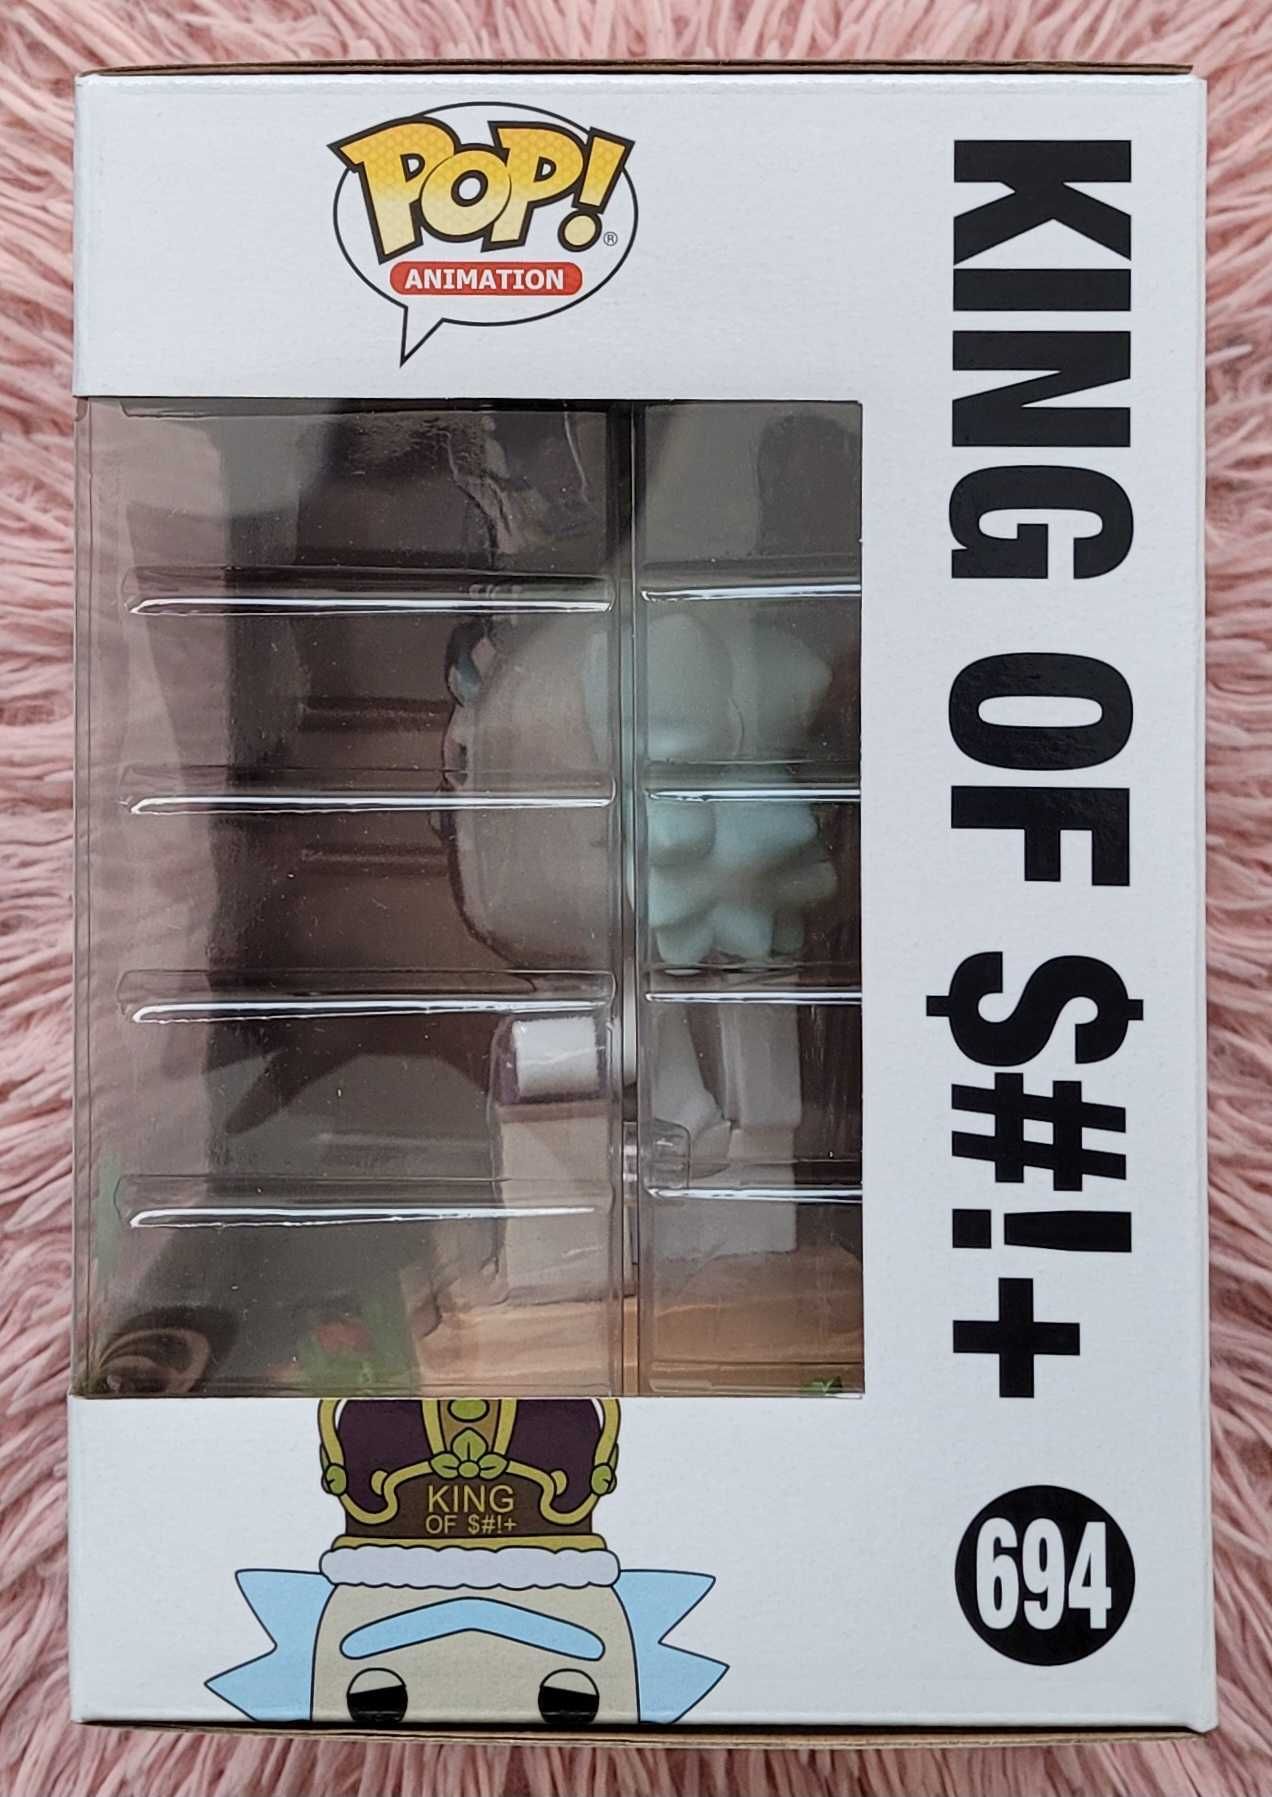 POP!®
ANIMATION
KING OF $#!+
694
KING
OF $#!+